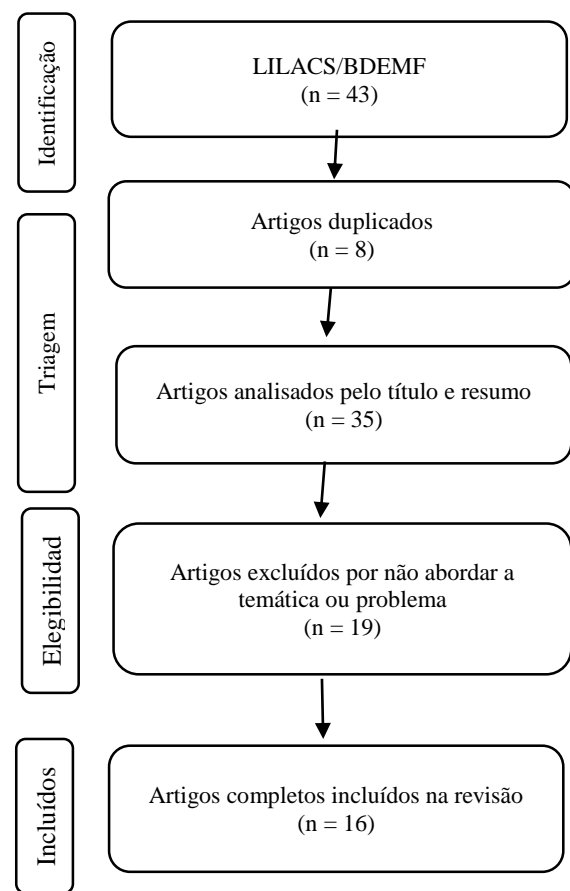 Identificação
LILACS/BDEMF
(n = 43)
Triagem
Artigos duplicados
(n = 8)
Artigos analisados pelo título e resumo
(n = 35)
Elegibilidad
Artigos excluídos por não abordar a
temática ou problema
(n = 19)
Incluídos
Artigos completos incluídos na revisão
(n = 16)